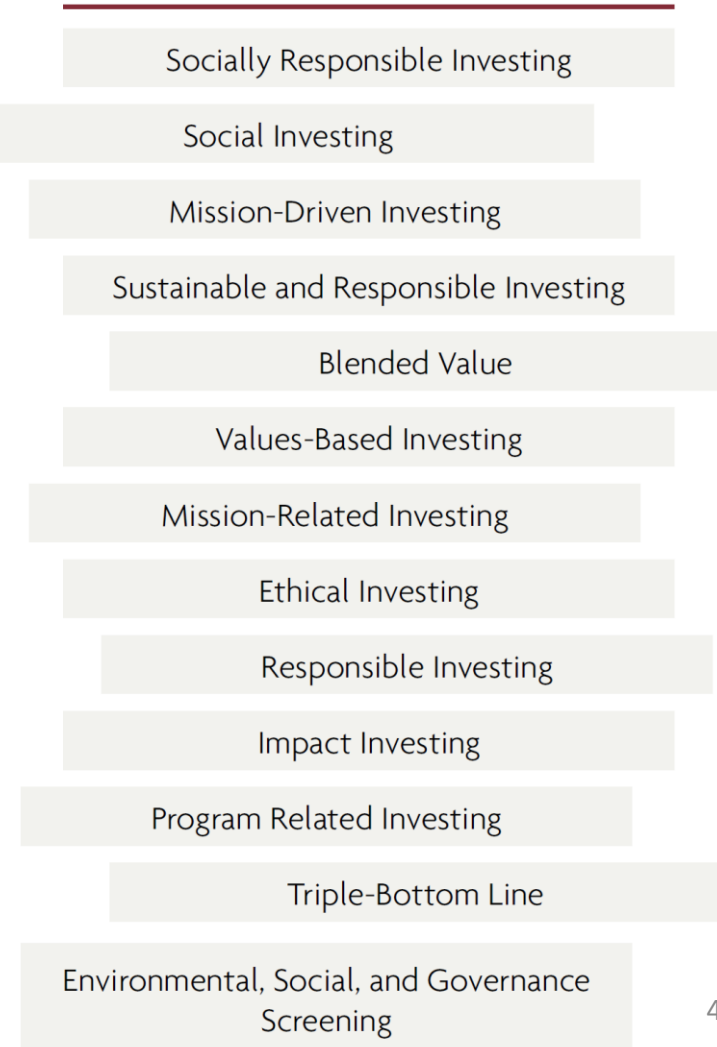 Socially Responsible Investing
Social Investing
Mission-Driven Investing
Sustainable and Responsible Investing
Blended Value
Values-Based Investing
Mission-Related Investing
Ethical Investing
Responsible Investing
Impact Investing
Program Related Investing
Triple-Bottom Line
Environmental, Social, and Governance
Screening
4